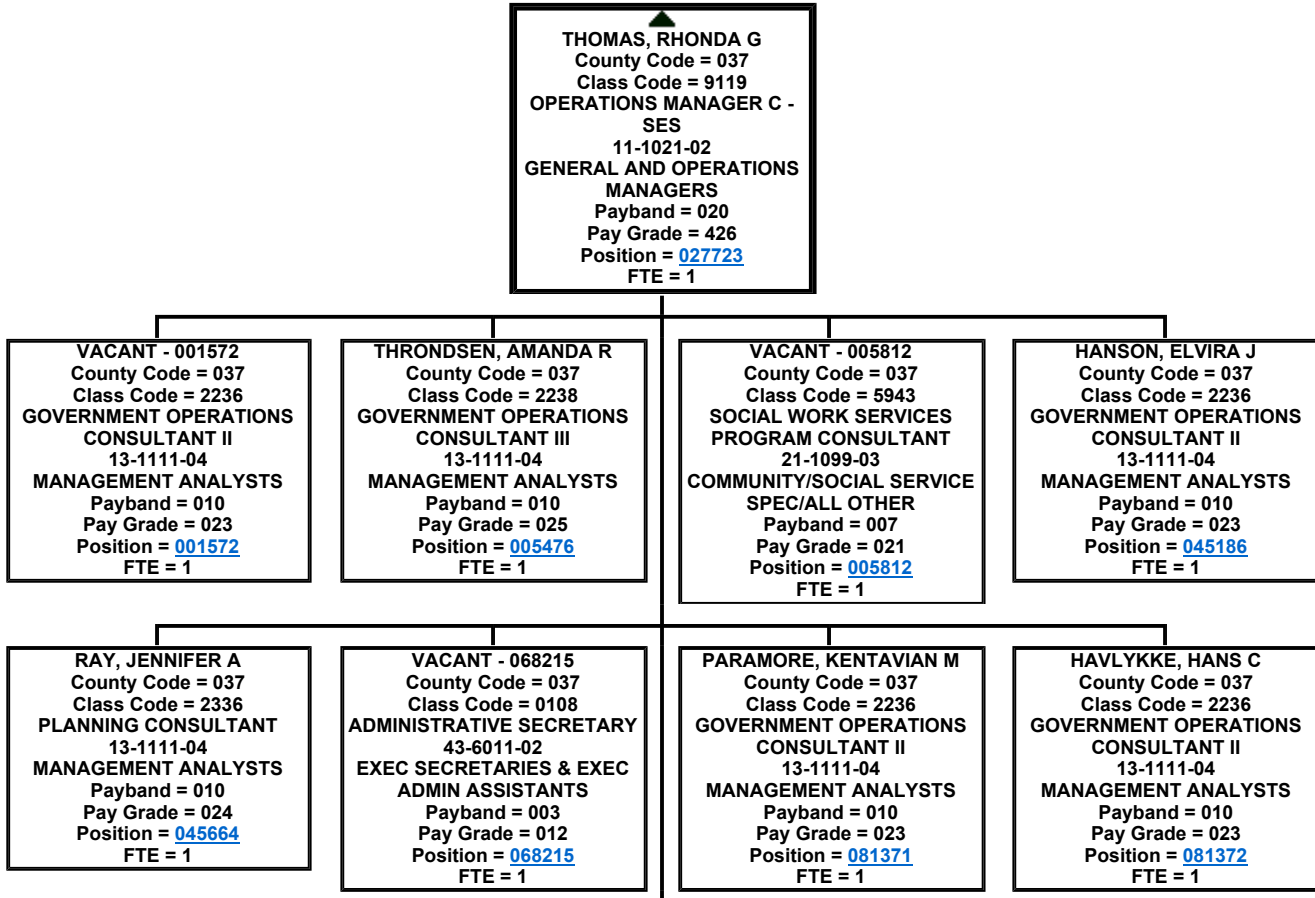 THOMAS, RHONDA G
County Code = 037
Class Code = 9119
OPERATIONS MANAGER C -
SES
11-1021-02
GENERAL AND OPERATIONS
MANAGERS
Payband = 020
Pay Grade = 426
Position = 027723
FTE = 1
VACANT - 001572
County Code = 037
Class Code = 2236
GOVERNMENT OPERATIONS
CONSULTANT II
13-1111-04
MANAGEMENT ANALYSTS
Payband = 010
Pay Grade = 023
Position = 001572
FTE = 1
THRONDSEN, AMANDA R
County Code = 037
Class Code = 2238
GOVERNMENT OPERATIONS
CONSULTANT III
13-1111-04
MANAGEMENT ANALYSTS
Payband = 010
Pay Grade = 025
Position = 005476
FTE = 1
VACANT - 005812
County Code = 037
Class Code = 5943
SOCIAL WORK SERVICES
PROGRAM CONSULTANT
21-1099-03
COMMUNITY/SOCIAL SERVICE
SPEC/ALL OTHER
Payband = 007
Pay Grade = 021
Position = 005812
FTE = 1
HANSON, ELVIRA J
County Code = 037
Class Code = 2236
GOVERNMENT OPERATIONS
CONSULTANT II
13-1111-04
MANAGEMENT ANALYSTS
Payband = 010
Pay Grade = 023
Position = 045186
FTE = 1
RAY, JENNIFER A
County Code = 037
Class Code = 2336
PLANNING CONSULTANT
13-1111-04
MANAGEMENT ANALYSTS
Payband = 010
Pay Grade = 024
Position = 045664
FTE = 1
VACANT - 068215
County Code = 037
Class Code = 0108
ADMINISTRATIVE SECRETARY
43-6011-02
EXEC SECRETARIES & EXEC
ADMIN ASSISTANTS
Payband = 003
Pay Grade = 012
Position = 068215
FTE = 1
PARAMORE, KENTAVIAN M
County Code = 037
Class Code = 2236
GOVERNMENT OPERATIONS
CONSULTANT II
13-1111-04
MANAGEMENT ANALYSTS
Payband = 010
Pay Grade = 023
Position = 081371
FTE = 1
HAVLYKKE, HANS C
County Code = 037
Class Code = 2236
GOVERNMENT OPERATIONS
CONSULTANT II
13-1111-04
MANAGEMENT ANALYSTS
Payband = 010
Pay Grade = 023
Position = 081372
FTE = 1